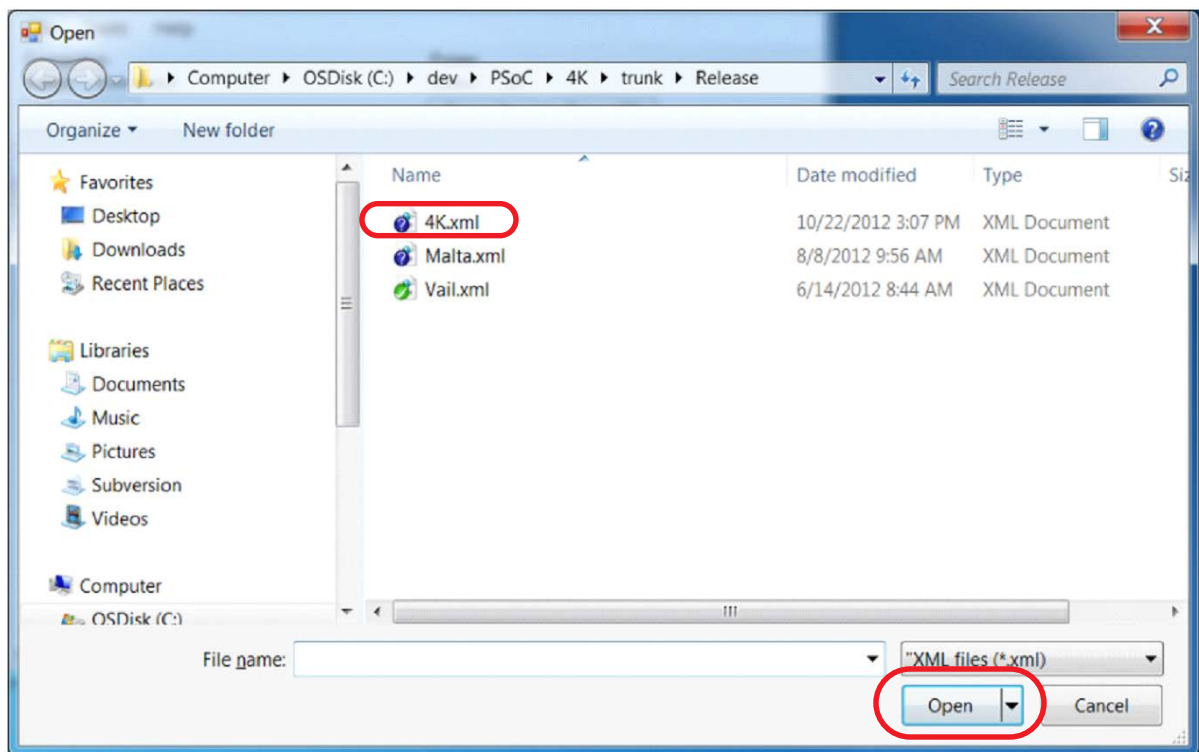 Open
Computer OSDisk (C:) dev PSoC 4K trunk Release
Search Release
Organize New folder
Name Date modified Type Siz
Favorites
Desktop
Downloads
Recent Places
Libraries
Documents
Music
Pictures
Subversion
Videos
Computer
OSDisk (C:)
4K.xml 10/22/2012 3:07 PM XML Document
Malta.xml 8/8/2012 9:56 AM XML Document
Vail.xml 6/14/2012 8:44 AM XML Document
File name:
"XML files (*.xml)
Open Cancel